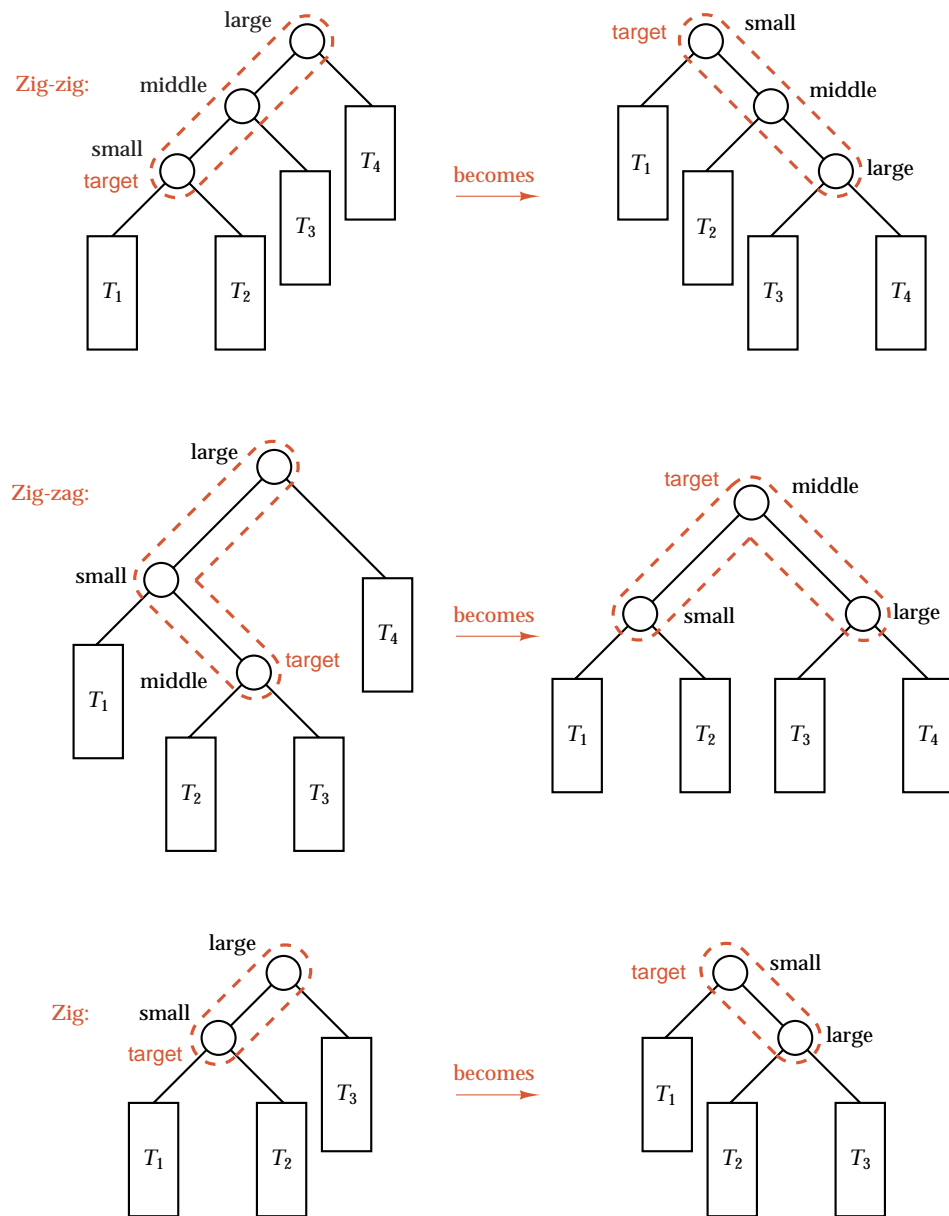 large
target
small
Zig-zig:
middle
middle
small
target
T4
becomes
T1
large
T3
T2
T1
T2
T3
T4
large
Zig-zag:
target
middle
small
T4
becomes
small
large
target
middle
T1
T1
T2
T3
T4
T2
T3
large
target
small
Zig:
small
large
target
T3
becomes
T1
T1
T2
T2
T3